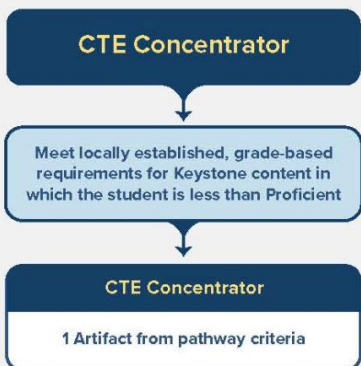 CTE Concentrator
Meet locally established, grade-based
requirements for Keystone content in
which the student is less than Proficient
CTE Concentrator
1 Artifact from pathway criteria